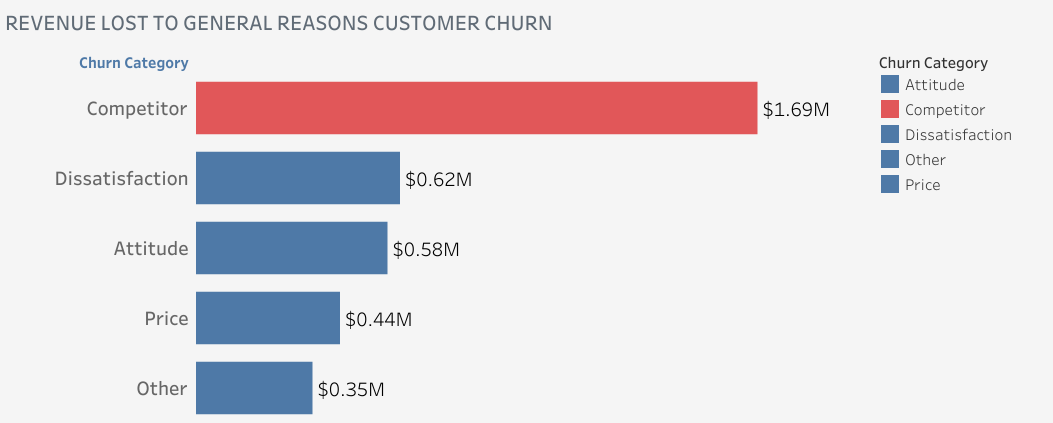 REVENUE LOST TO GENERAL REASONS CUSTOMER CHURN
Churn Category
Competitor
$1.69M
Dissatisfaction
$0.62M
Attitude
$0.58M
Price
$0.44M
Other
$0.35M
Churn Category
Attitude
Competitor
Dissatisfaction
Other
Price